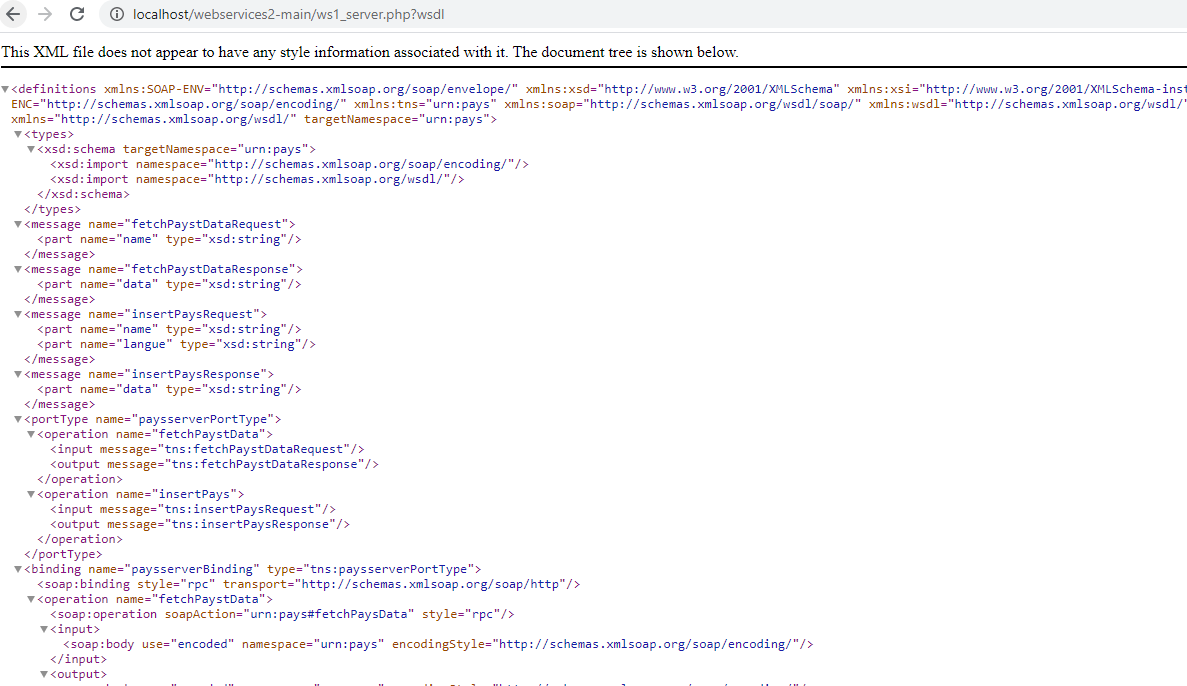 localhost/webservices2-main/ws1_server.php?wsdl
This XML file does not appear to have any style information associated with it. The document tree is shown below.
<definitions xmlns:SOAP-ENV="http://schemas.xmlsoap.org/soap/envelope/" xmlns:xsd="http://www.w3.org/2001/XMLSchema" xmlns:xsi="http://www.w3.org/2001/XMLSchema-inst
ENC="http://schemas.xmlsoap.org/soap/encoding/" xmlns:tns="urn:pays" xmlns:soap="http://schemas.xmlsoap.org/wsdl/soap/" xmlns:wsdl="http://schemas.xmlsoap.org/wsdl/"
xmlns="http://schemas.xmlsoap.org/wsdl/" targetNamespace="urn:pays">
<types>
<xsd:schema targetNamespace="urn:pays">
<xsd:import namespace="http://schemas.xmlsoap.org/soap/encoding/"/>
<xsd:import namespace="http://schemas.xmlsoap.org/wsdl/"/>
</xsd:schema>
</types>
<message name="fetchPaystDataRequest">
<part name="name" type="xsd:string"/>
</message>
<message name="fetchPaystDataResponse">
<part name="data" type="xsd:string"/>
</message>
<message name="insertPaysRequest">
<part name="name" type="xsd:string"/>
<part name="langue" type="xsd:string"/>
</message>
<message name="insertPaysResponse">
<part name="data" type="xsd:string"/>
</message>
<portType name="paysserverPortType">
<operation name="fetchPaystData">
<input message="tns:fetchPaystDataRequest"/>
<output message="tns:fetchPaystDataResponse"/>
</operation>
<operation name="insertPays">
<input message="tns:insertPaysRequest"/>
<output message="tns:insertPaysResponse"/>
</operation>
</portType>
<binding name="paysserverBinding" type="tns:paysserverPortType">
<soap:binding style="rpc" transport="http://schemas.xmlsoap.org/soap/http"/>
<operation name="fetchPaystData">
<soap:operation soapAction="urn:pays#fetchPaysData" style="rpc"/>
<input>
<soap:body use="encoded" namespace="urn:pays" encodingStyle="http://schemas.xmlsoap.org/soap/encoding/"/>
</input>
<output>